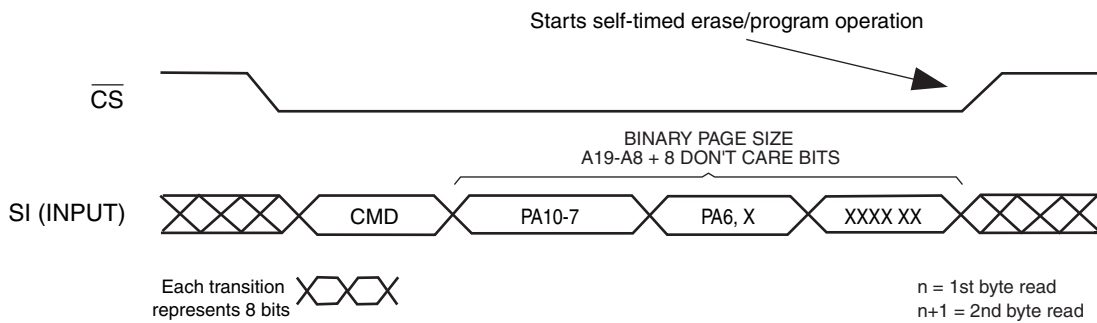 Starts self-timed erase/program operation
CS
BINARY PAGE SIZE
A19-A8 + 8 DON'T CARE BITS
SI (INPUT)
CMD
PA10-7
PA6, X
XXXX XX
Each transition
represents 8 bits
n = 1st byte read
n+1 = 2nd byte read